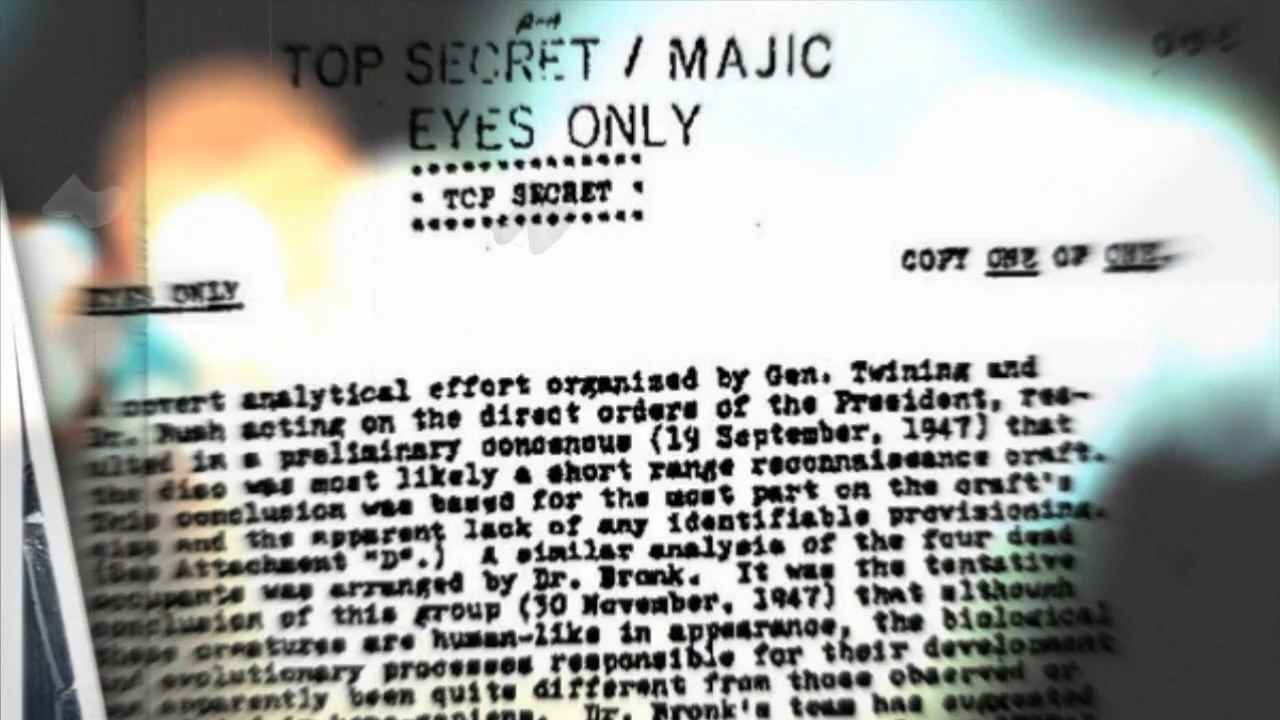 TOP SECRET / MAJIC
EYES ONLY
* TOP SECRET *
EYES ONLY
COPY ONE OF ONE.
A covert analytical effort organized by Gen. Twining and
Dr. Bush acting on the direct orders of the President, res-
ulted in a preliminary concensus (19 September, 1947) that
the disc was most likely a short range reconnaissance craft.
This conclusion was based for the most part on the craft's
size and the apparent lack of any identifiable provisioning.
(See Attachment "D".) A similar analysis of the four dead
occupants was arranged by Dr. Bronk. It was the tentative
conclusion of this group (30 November, 1947) that although
these creatures are human-like in appearance, the biological
and evolutionary processes responsible for their development
has apparently been quite different from those observed or
Dr. Bronk's team has suggested